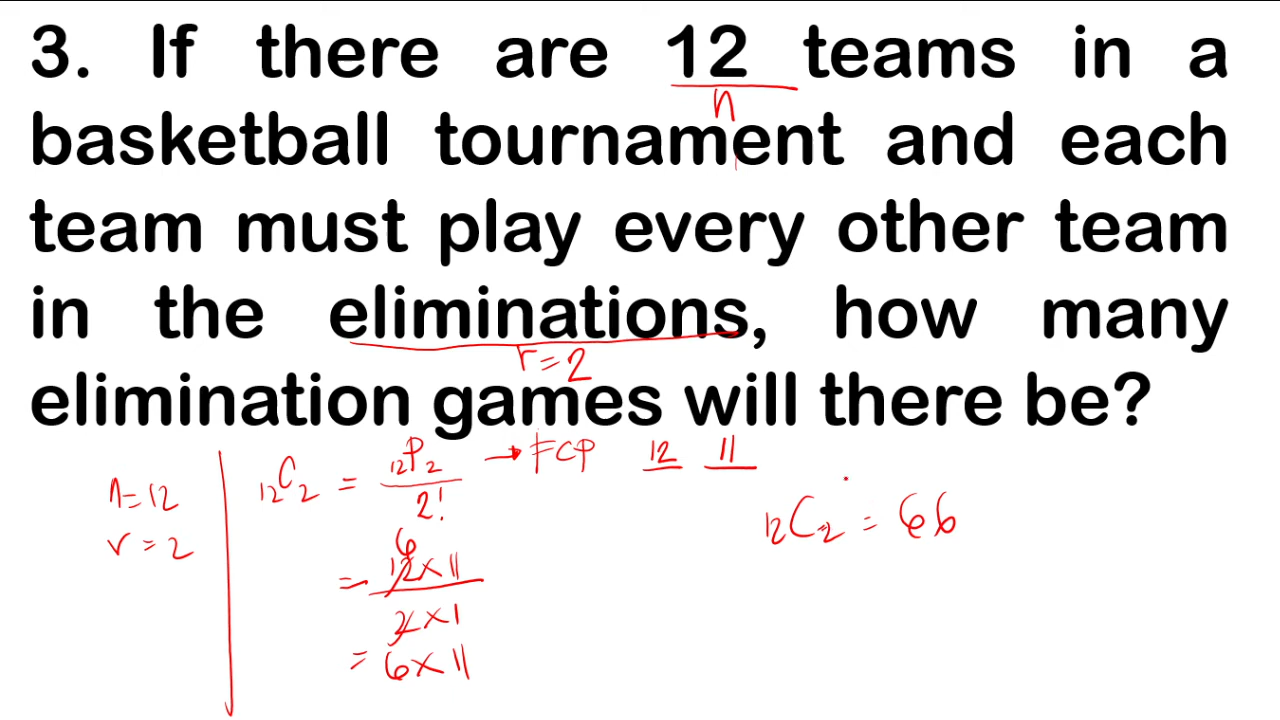 3. If there are 12 teams in a
n
basketball tournament and each
team must play every other team
in the eliminations, how many
r=2
elimination games will there be?
n=12
r=2
₁₂C₂ = ₁₂P₂ / 2! → FCP 12 11
= 12×11 / 2×1
6
= 6×11
₁₂C₂ = 66